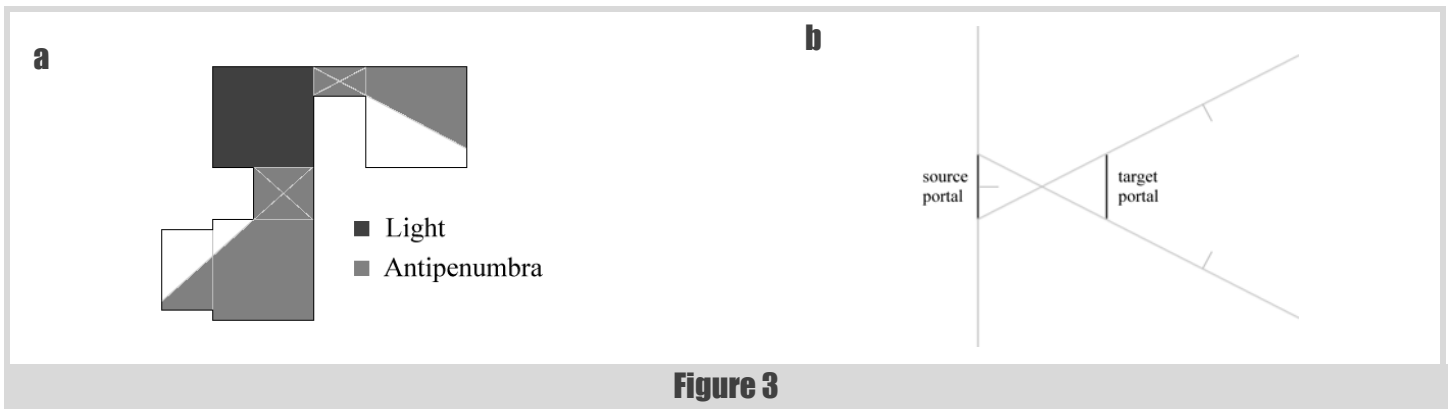 a
Light
Antipenumbra
b
source
portal
target
portal
Figure 3